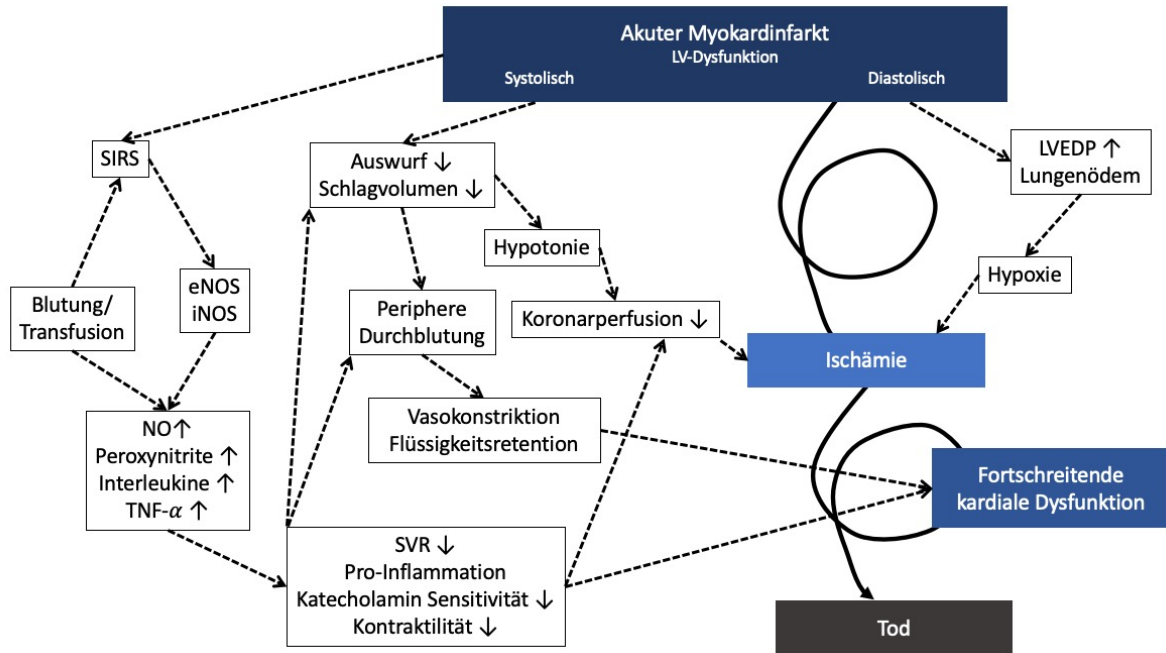 Akuter Myokardinfarkt
LV-Dysfunktion
Systolisch
Diastolisch
SIRS
Auswurf ↓
Schlagvolumen ↓
LVEDP ↑
Lungenödem
Hypotonie
Hypoxie
eNOS
iNOS
Blutung/
Transfusion
Periphere
Durchblutung
Koronarperfusion ↓
Ischämie
Vasokonstriktion
Flüssigkeitsretention
NO↑
Peroxynitrite ↑
Interleukine ↑
TNF-α ↑
Fortschreitende
kardiale Dysfunktion
SVR ↓
Pro-Inflammation
Katecholamin Sensitivität ↓
Kontraktilität ↓
Tod